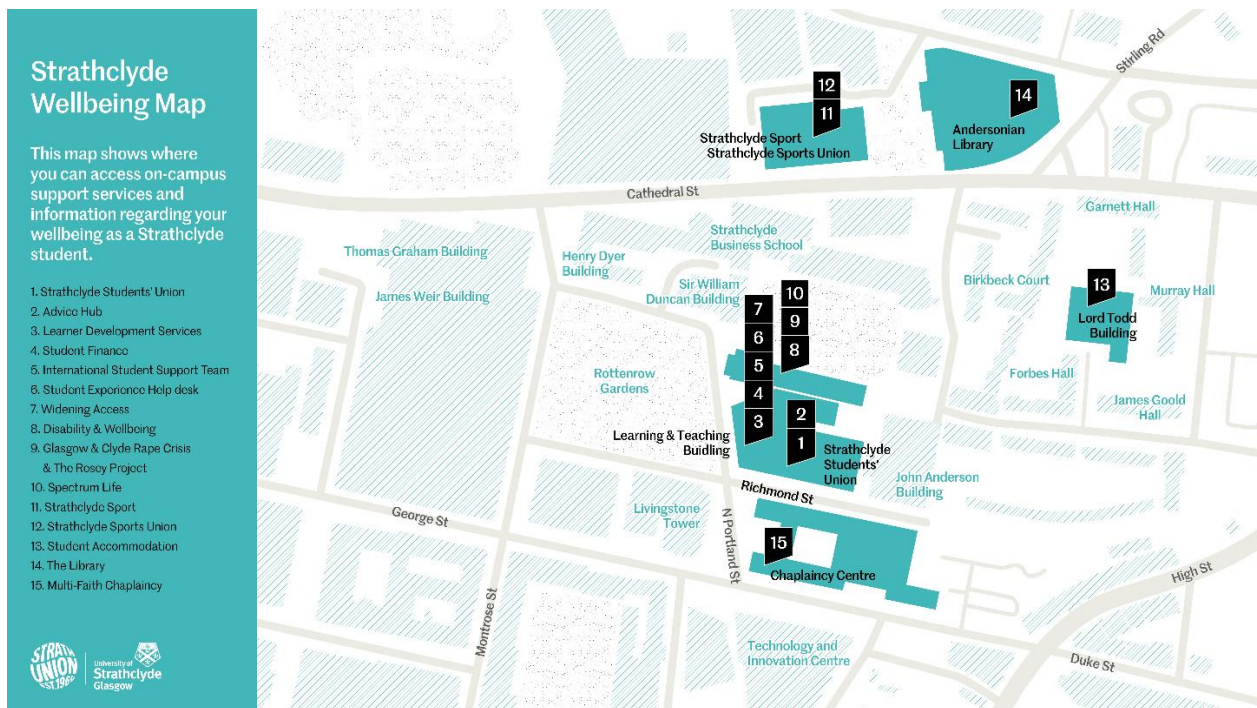 Strathclyde
Wellbeing Map
This map shows where
you can access on-campus
support services and
information regarding your
wellbeing as a Strathclyde
student.
1. Strathclyde Students' Union
2. Advice Hub
3. Learner Development Services
4. Student Finance
5. International Student Support Team
6. Student Experience Help desk
7. Widening Access
8. Disability & Wellbeing
9. Glasgow & Clyde Rape Crisis
& The Rosey Project
10. Spectrum Life
11. Strathclyde Sport
12. Strathclyde Sports Union
13. Student Accommodation
14. The Library
15. Multi-Faith Chaplaincy
STRATH
UNION
EST.1964
University of
Strathclyde
Glasgow
Stirling Rd
12
11
14
Strathclyde Sport
Strathclyde Sports Union
Andersonian
Library
Cathedral St
Garnett Hall
Thomas Graham Building
Henry Dyer
Building
Strathclyde
Business School
Sir William
Duncan Building
Birkbeck Court
13
Murray Hall
James Weir Building
Lord Todd
Building
10
9
8
7
6
5
4
3
2
1
Rottenrow
Gardens
Forbes Hall
James Goold
Hall
Learning & Teaching
Buidling
Strathclyde
Students'
Union
John Anderson
Building
Richmond St
George St
Livingstone
Tower
N Portland St
15
Chaplaincy Centre
High St
Montrose St
Technology and
Innovation Centre
Duke St